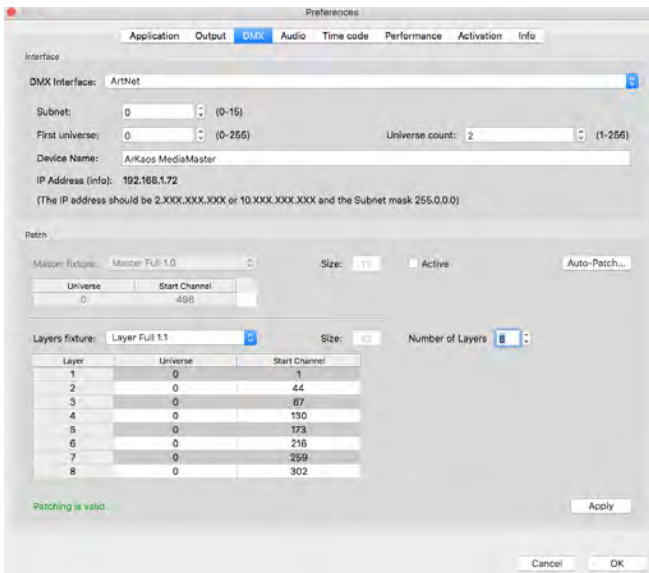 Preferences
Application Output DMX Audio Time code Performance Activation Info
Interface
DMX Interface: ArtNet
Subnet: 0 (0-15)
First universe: 0 (0-255) Universe count: 2 (1-256)
Device Name: ArKaos MediaMaster
IP Address (info): 192.168.1.72
(The IP address should be 2.XXX.XXX.XXX or 10.XXX.XXX.XXX and the Subnet mask 255.0.0.0)
Patch
Master fixture: Master Full 1.0 Size: Active Auto-Patch...
Universe Start Channel
0 498
Layers fixture: Layer Full 1.1 Size: Number of Layers 8
Layer Universe Start Channel
1 0 1
2 0 44
3 0 87
4 0 130
5 0 173
6 0 216
7 0 259
8 0 302
Patching is valid.
Apply
Cancel OK